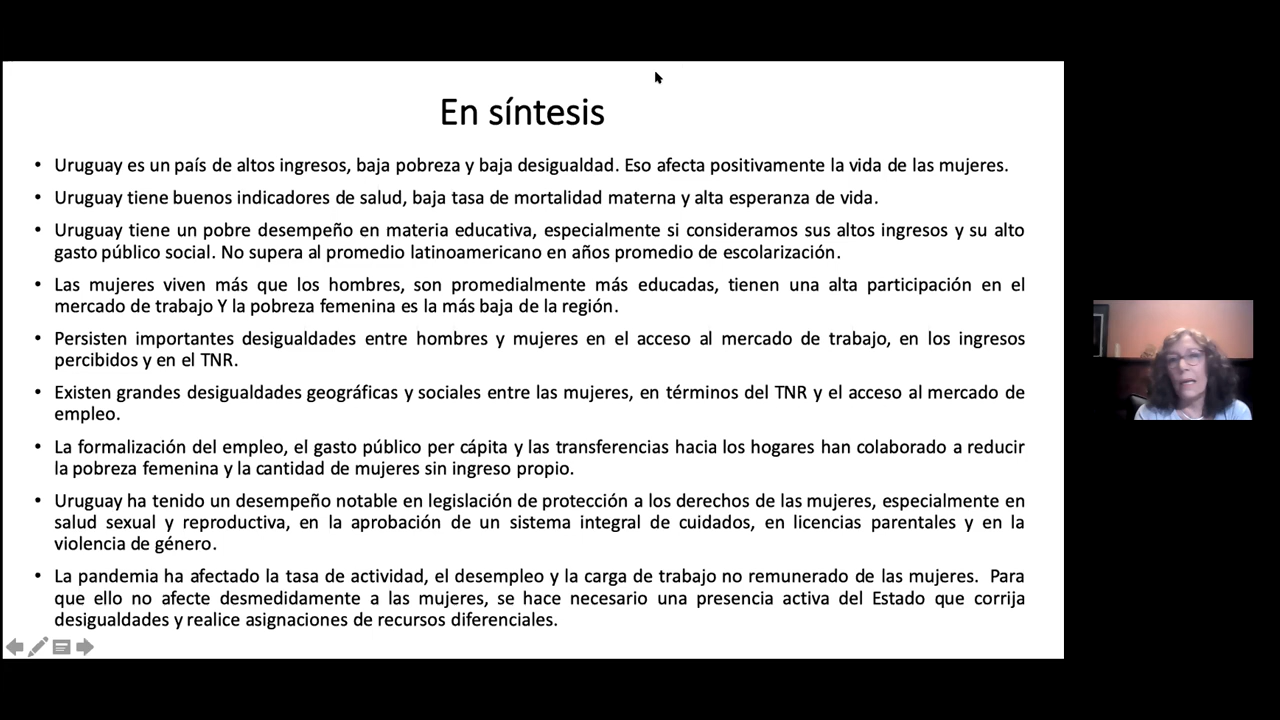 En síntesis
• Uruguay es un país de altos ingresos, baja pobreza y baja desigualdad. Eso afecta positivamente la vida de las mujeres.
• Uruguay tiene buenos indicadores de salud, baja tasa de mortalidad materna y alta esperanza de vida.
• Uruguay tiene un pobre desempeño en materia educativa, especialmente si consideramos sus altos ingresos y su alto
gasto público social. No supera al promedio latinoamericano en años promedio de escolarización.
• Las mujeres viven más que los hombres, son promedialmente más educadas, tienen una alta participación en el
mercado de trabajo Y la pobreza femenina es la más baja de la región.
• Persisten importantes desigualdades entre hombres y mujeres en el acceso al mercado de trabajo, en los ingresos
percibidos y en el TNR.
• Existen grandes desigualdades geográficas y sociales entre las mujeres, en términos del TNR y el acceso al mercado de
empleo.
• La formalización del empleo, el gasto público per cápita y las transferencias hacia los hogares han colaborado a reducir
la pobreza femenina y la cantidad de mujeres sin ingreso propio.
• Uruguay ha tenido un desempeño notable en legislación de protección a los derechos de las mujeres, especialmente en
salud sexual y reproductiva, en la aprobación de un sistema integral de cuidados, en licencias parentales y en la
violencia de género.
• La pandemia ha afectado la tasa de actividad, el desempleo y la carga de trabajo no remunerado de las mujeres. Para
que ello no afecte desmedidamente a las mujeres, se hace necesario una presencia activa del Estado que corrija
desigualdades y realice asignaciones de recursos diferenciales.